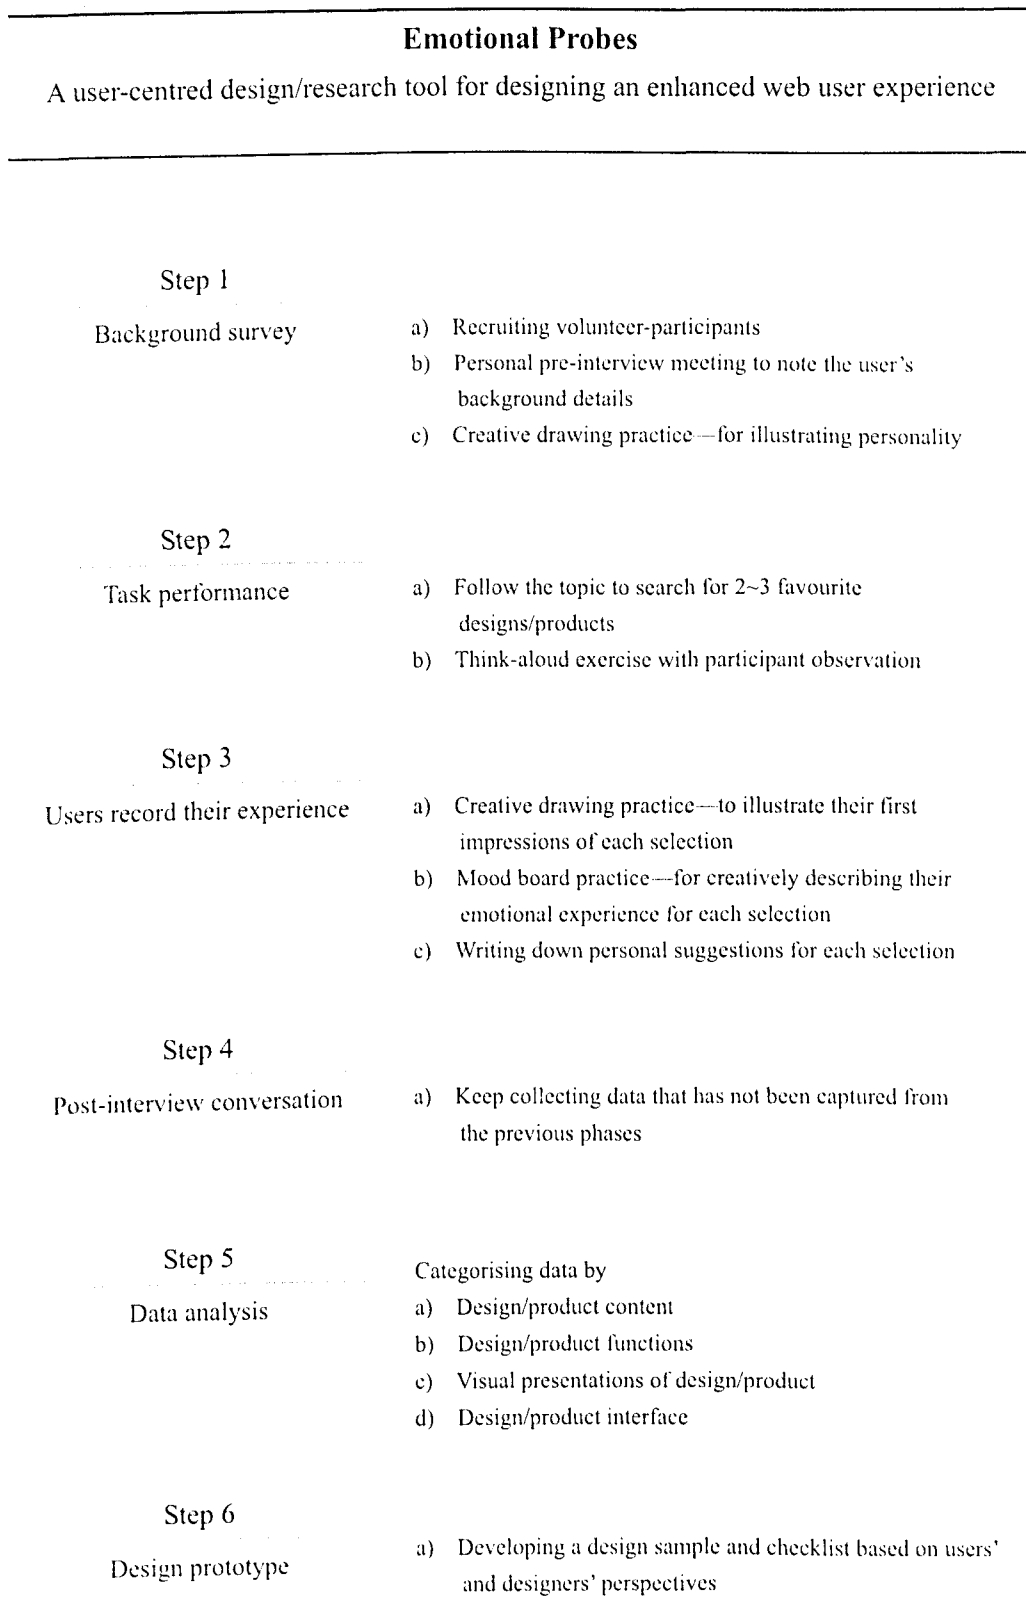 Emotional Probes
A user-centred design/research tool for designing an enhanced web user experience
Step 1
Background survey
a) Recruiting volunteer-participants
b) Personal pre-interview meeting to note the user's
background details
c) Creative drawing practice—for illustrating personality
Step 2
Task performance
a) Follow the topic to search for 2~3 favourite
designs/products
b) Think-aloud exercise with participant observation
Step 3
Users record their experience
a) Creative drawing practice—to illustrate their first
impressions of each selection
b) Mood board practice—for creatively describing their
emotional experience for each selection
c) Writing down personal suggestions for each selection
Step 4
Post-interview conversation
a) Keep collecting data that has not been captured from
the previous phases
Step 5
Data analysis
Categorising data by
a) Design/product content
b) Design/product functions
c) Visual presentations of design/product
d) Design/product interface
Step 6
Design prototype
a) Developing a design sample and checklist based on users'
and designers' perspectives